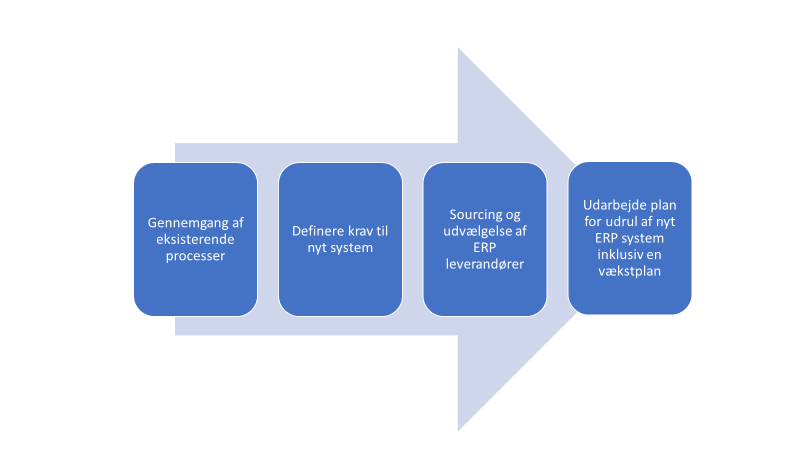 Gennemgang af
eksisterende
processer
Definere krav til
nyt system
Sourcing og
udvælgelse af
ERP
leverandører
Udarbejde plan
for udrul af nyt
ERP system
inklusiv en
vækstplan